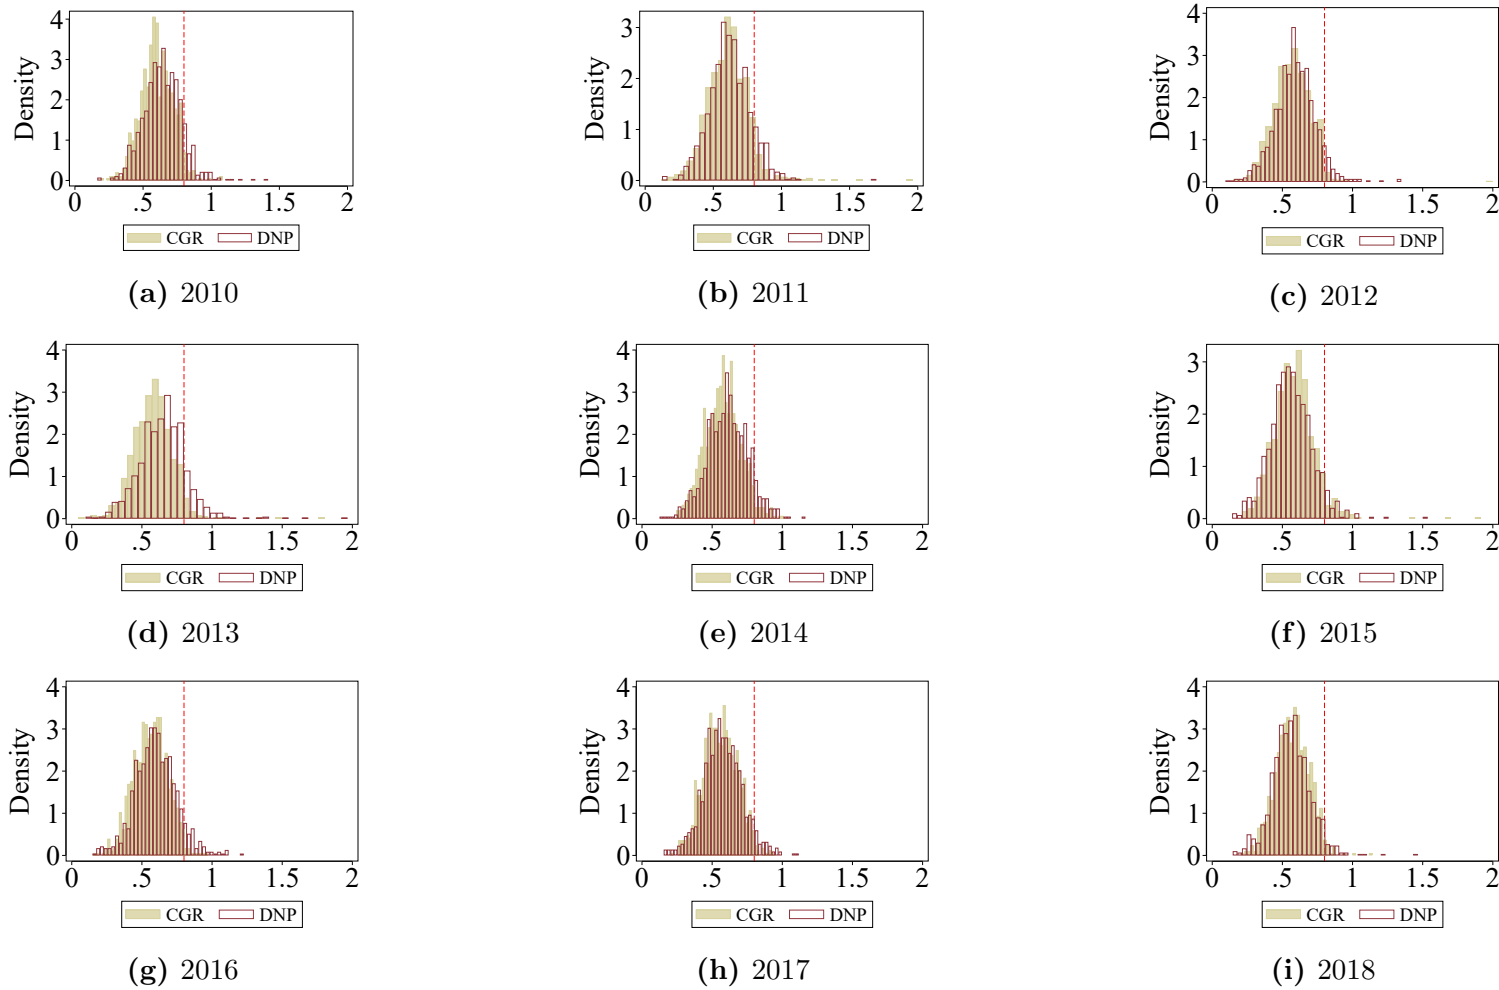 Density
4
3
2
1
0
0 .5 1 1.5 2
CGR DNP
(a) 2010
Density
3
2
1
0
0 .5 1 1.5 2
CGR DNP
(b) 2011
Density
4
3
2
1
0
0 .5 1 1.5 2
CGR DNP
(c) 2012
Density
4
3
2
1
0
0 .5 1 1.5 2
CGR DNP
(d) 2013
Density
4
3
2
1
0
0 .5 1 1.5 2
CGR DNP
(e) 2014
Density
3
2
1
0
0 .5 1 1.5 2
CGR DNP
(f) 2015
Density
4
3
2
1
0
0 .5 1 1.5 2
CGR DNP
(g) 2016
Density
4
3
2
1
0
0 .5 1 1.5 2
CGR DNP
(h) 2017
Density
4
3
2
1
0
0 .5 1 1.5 2
CGR DNP
(i) 2018